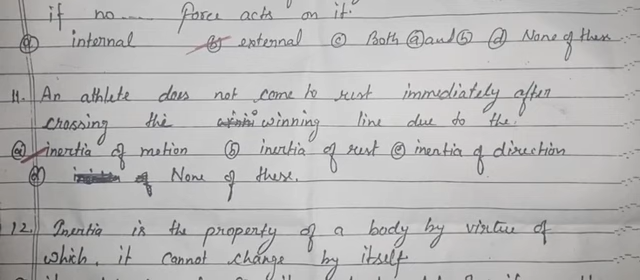 if no ..... force acts on it.
(a) internal (b) external (c) Both (a) and (b) (d) None of these
11. An athlete does not come to rest immediately after
crossing the winning line due to the.
(a) inertia of motion (b) inertia of rest (c) inertia of direction
(d) of None of these.
12. Inertia is the property of a body by virtue of
which, it cannot change by itself